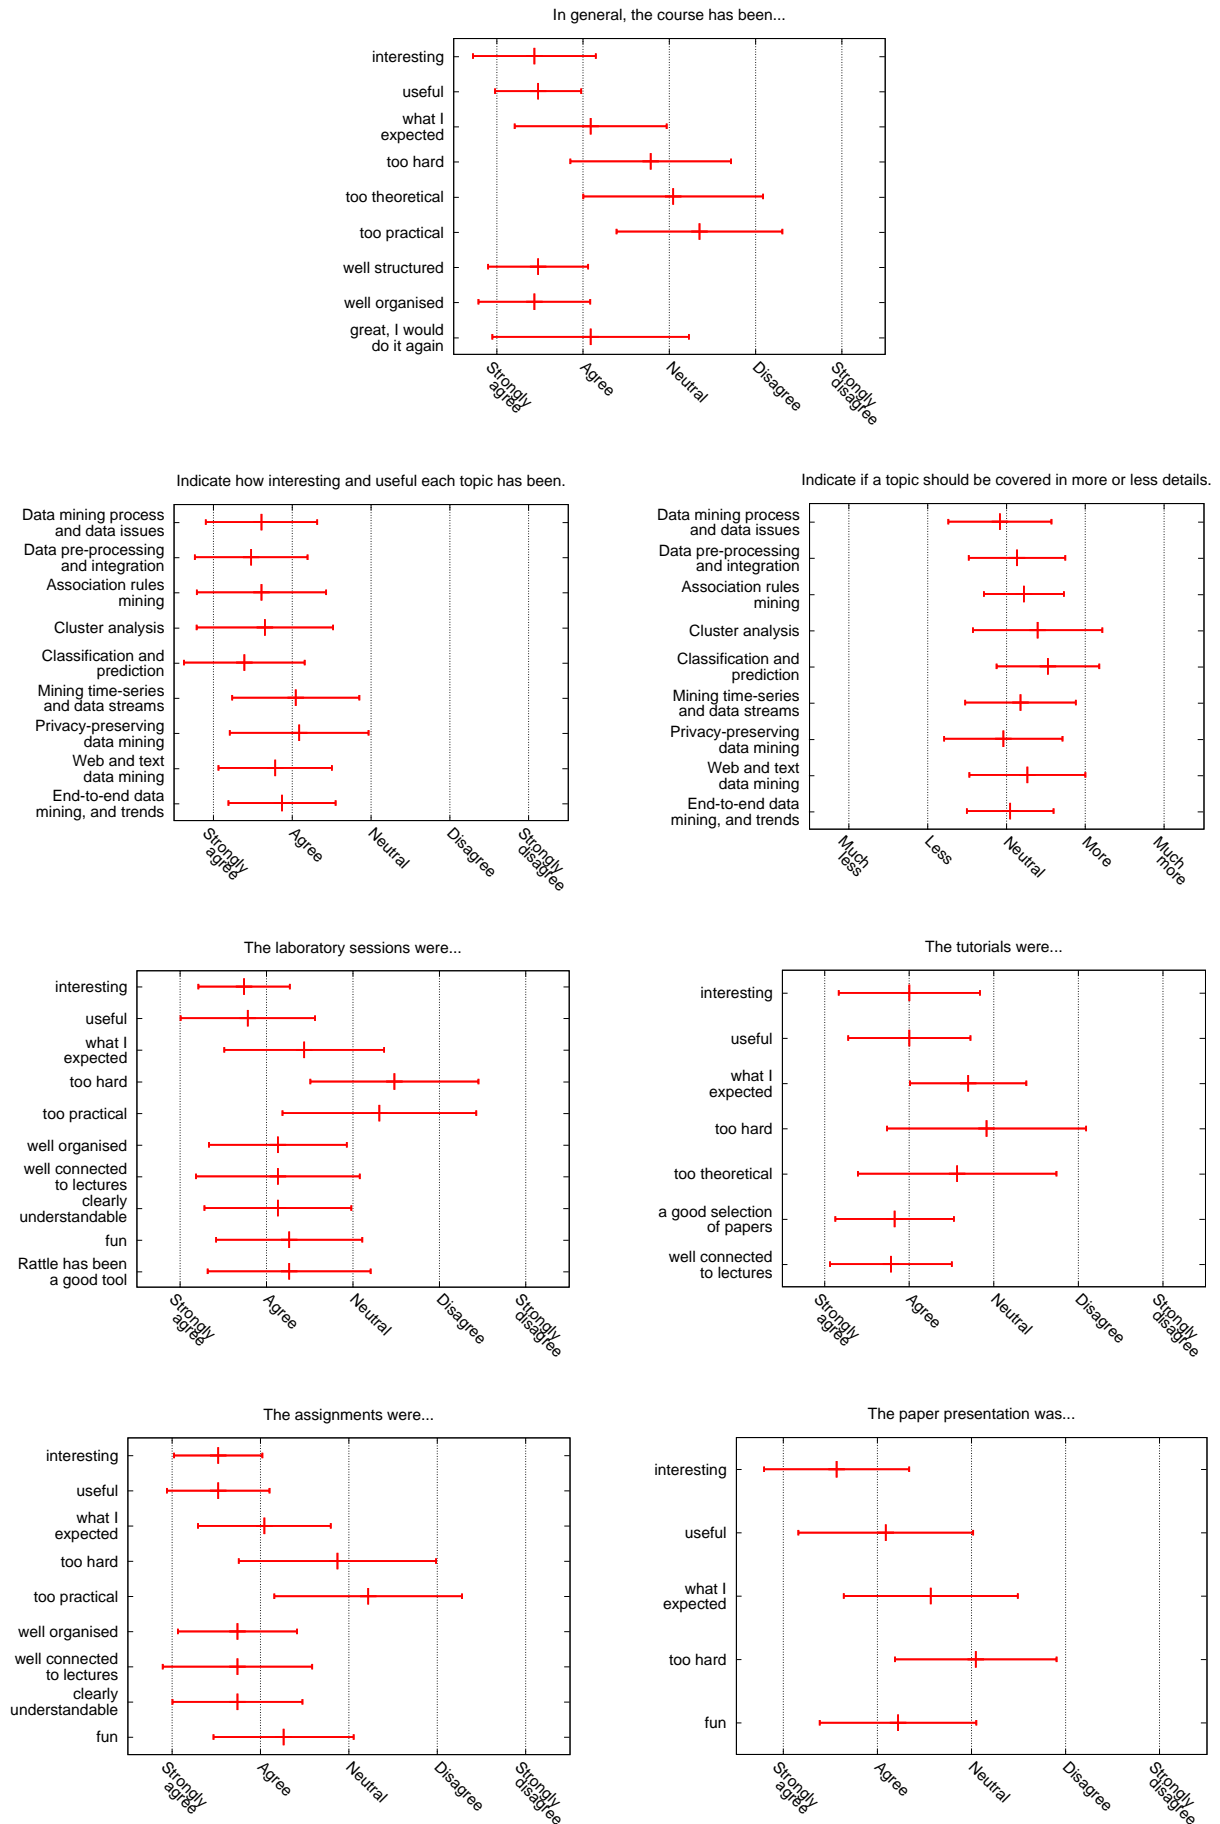 In general, the course has been...
interesting
useful
what I
expected
too hard
too theoretical
too practical
well structured
well organised
great, I would
do it again
Strongly
agree
Agree
Neutral
Disagree
Strongly
disagree
Indicate how interesting and useful each topic has been.
Data mining process
and data issues
Data pre-processing
and integration
Association rules
mining
Cluster analysis
Classification and
prediction
Mining time-series
and data streams
Privacy-preserving
data mining
Web and text
data mining
End-to-end data
mining, and trends
Strongly
agree
Agree
Neutral
Disagree
Strongly
disagree
Indicate if a topic should be covered in more or less details.
Data mining process
and data issues
Data pre-processing
and integration
Association rules
mining
Cluster analysis
Classification and
prediction
Mining time-series
and data streams
Privacy-preserving
data mining
Web and text
data mining
End-to-end data
mining, and trends
Much
less
Less
Neutral
More
Much
more
The laboratory sessions were...
interesting
useful
what I
expected
too hard
too practical
well organised
well connected
to lectures
clearly
understandable
fun
Rattle has been
a good tool
Strongly
agree
Agree
Neutral
Disagree
Strongly
disagree
The tutorials were...
interesting
useful
what I
expected
too hard
too theoretical
a good selection
of papers
well connected
to lectures
Strongly
agree
Agree
Neutral
Disagree
Strongly
disagree
The assignments were...
interesting
useful
what I
expected
too hard
too practical
well organised
well connected
to lectures
clearly
understandable
fun
Strongly
agree
Agree
Neutral
Disagree
Strongly
disagree
The paper presentation was...
interesting
useful
what I
expected
too hard
fun
Strongly
agree
Agree
Neutral
Disagree
Strongly
disagree